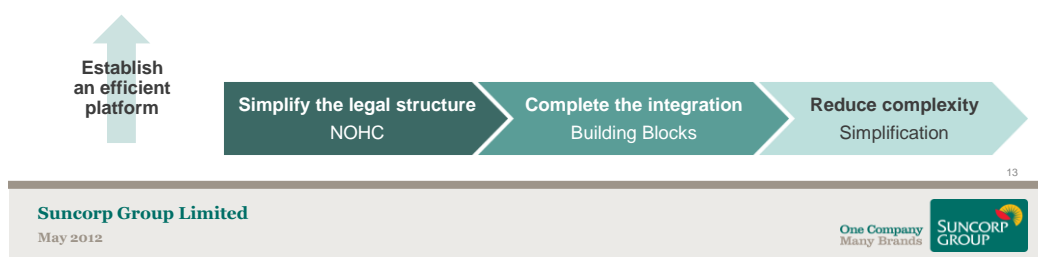 Establish
an efficient
platform
Simplify the legal structure
NOHC
Complete the integration
Building Blocks
Reduce complexity
Simplification
13
Suncorp Group Limited
May 2012
One Company
Many Brands
SUNCORP
GROUP